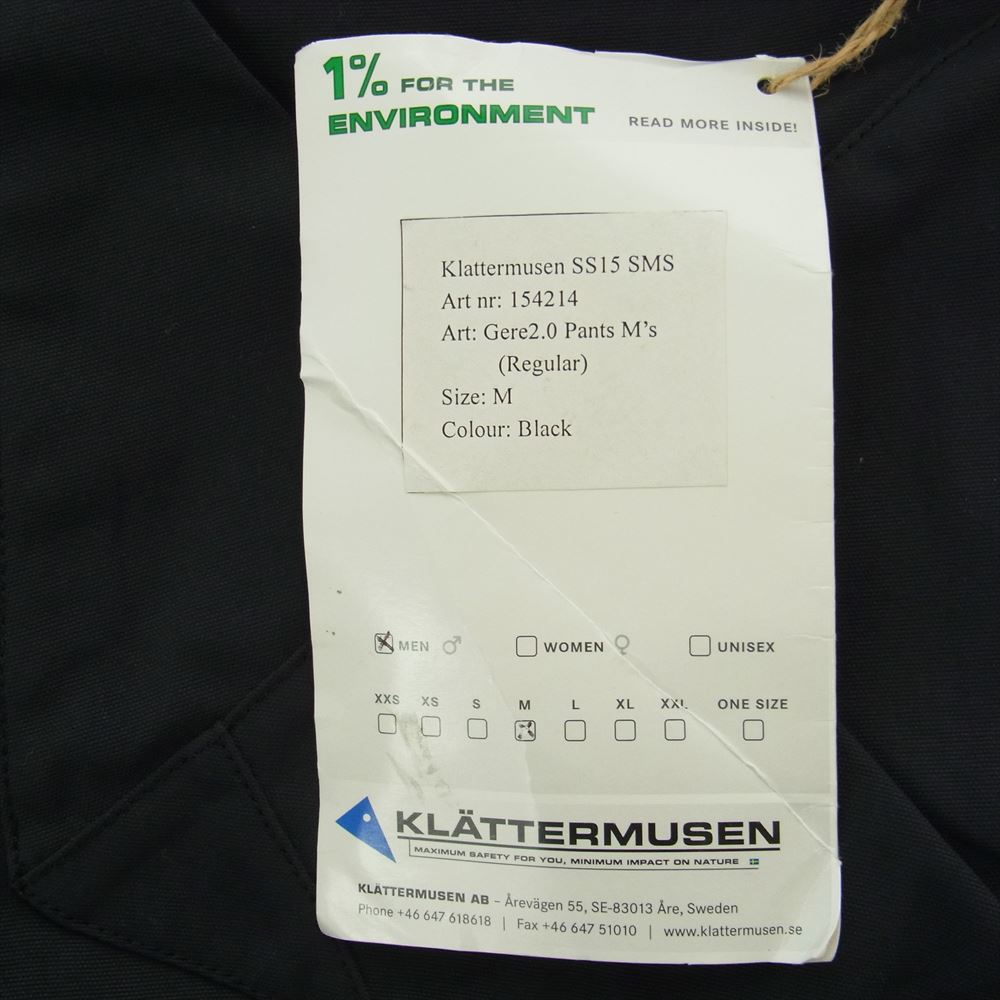 1% FOR THE
ENVIRONMENT READ MORE INSIDE!
Klattermusen SS15 SMS
Art nr: 154214
Art: Gere2.0 Pants M's
(Regular)
Size: M
Colour: Black
MEN WOMEN UNISEX
XXS XS S M L XL XXL ONE SIZE
KLÄTTERMUSEN
MAXIMUM SAFETY FOR YOU, MINIMUM IMPACT ON NATURE
KLÄTTERMUSEN AB – Årevägen 55, SE-83013 Åre, Sweden
Phone +46 647 618618 | Fax +46 647 51010 | www.klattermusen.se